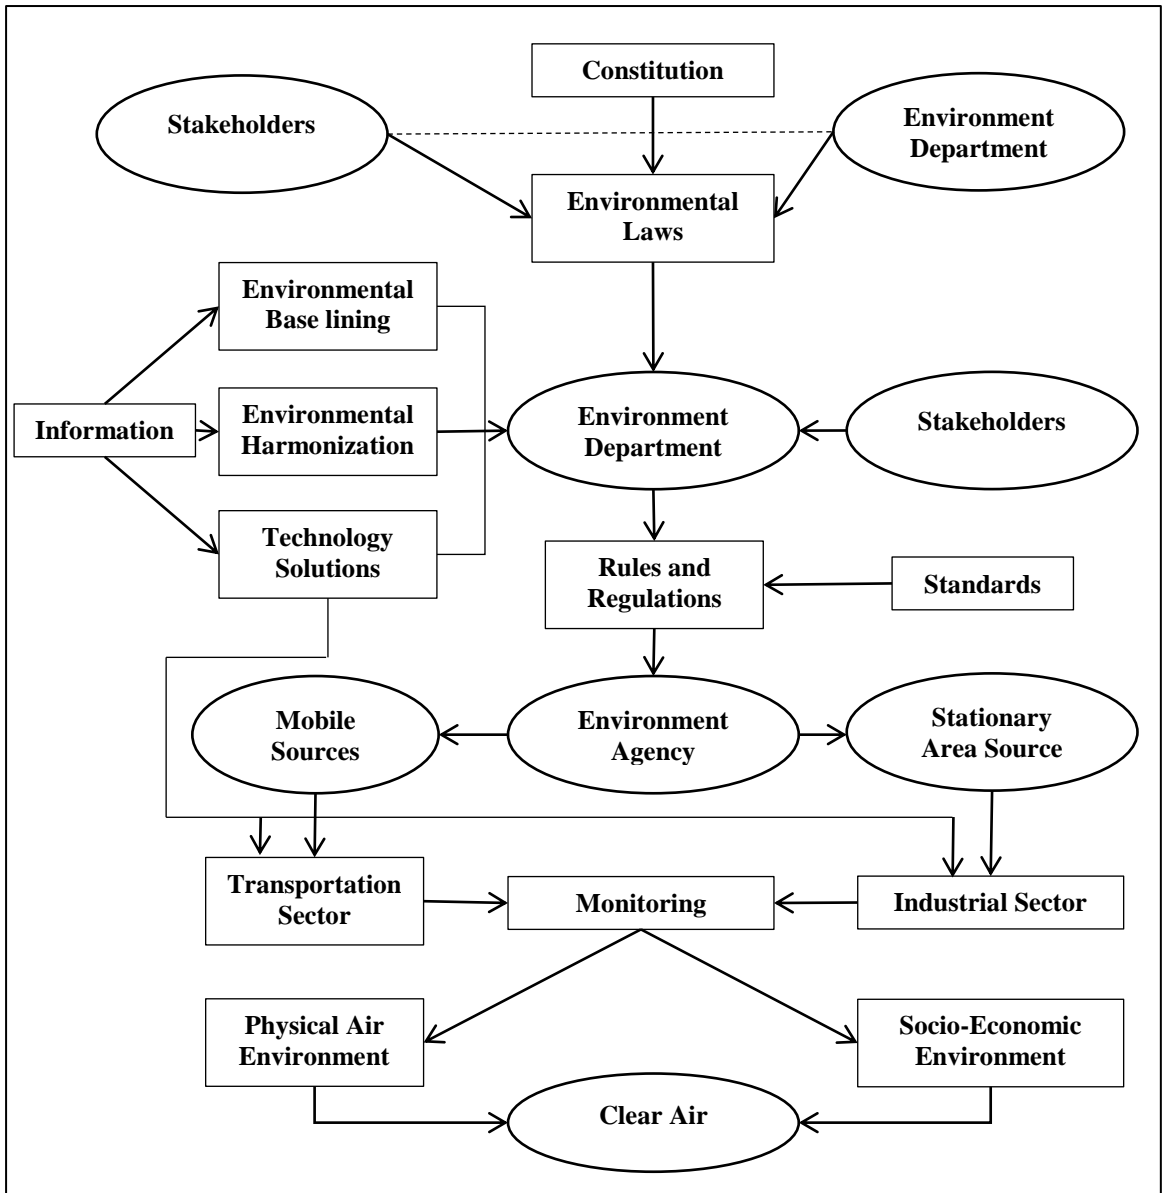 Constitution
Stakeholders
Environment
Department
Environmental
Laws
Environmental
Base lining
Information
Environmental
Harmonization
Environment
Department
Stakeholders
Technology
Solutions
Rules and
Regulations
Standards
Mobile
Sources
Environment
Agency
Stationary
Area Source
Transportation
Sector
Monitoring
Industrial Sector
Physical Air
Environment
Socio-Economic
Environment
Clear Air